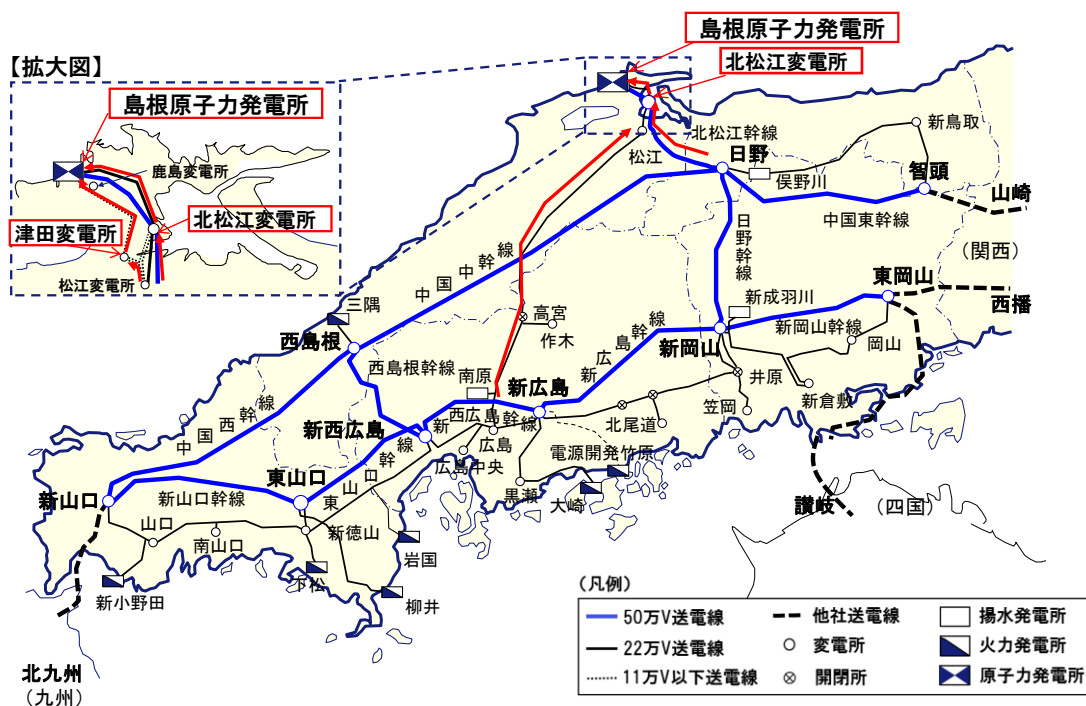 島根原子力発電所
北松江変電所
【拡大図】
島根原子力発電所
鹿島変電所
北松江変電所
津田変電所
松江変電所
北松江幹線
松江
日野
俣野川
新鳥取
智頭
山崎
中国東幹線
(関西)
日野幹線
中国中幹線
三隅
高宮
作木
新成羽川
東岡山
西播
西島根
西島根幹線
新広島幹線
新岡山
新岡山幹線
岡山
南原
新広島
井原
笠岡
新倉敷
中国西幹線
新西広島
新西広島幹線
広島
北尾道
広島中央
電源開発竹原
東山口
東山口幹線
黒瀬
大崎
讃岐
(四国)
新山口
新山口幹線
山口
南山口
新徳山
岩国
新小野田
下松
柳井
北九州
(九州)
(凡例)
50万V送電線
他社送電線
揚水発電所
22万V送電線
変電所
火力発電所
11万V以下送電線
開閉所
原子力発電所